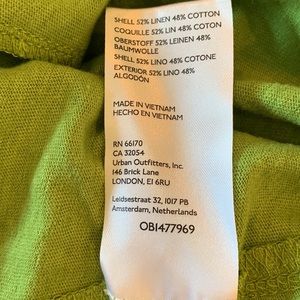 SHELL 52% LINEN 48% COTTON
COQUILLE 52% LIN 48% COTON
OBERSTOFF 52% LEINEN 48%
BAUMWOLLE
SHELL 52% LINO 48% COTONE
EXTERIOR 52% LINO 48%
ALGODÓN
MADE IN VIETNAM
HECHO EN VIETNAM
RN 66170
CA 32054
Urban Outfitters, Inc.
146 Brick Lane
LONDON, E1 6RU
Leidsestraat 32, 1017 PB
Amsterdam, Netherlands
OB1477969